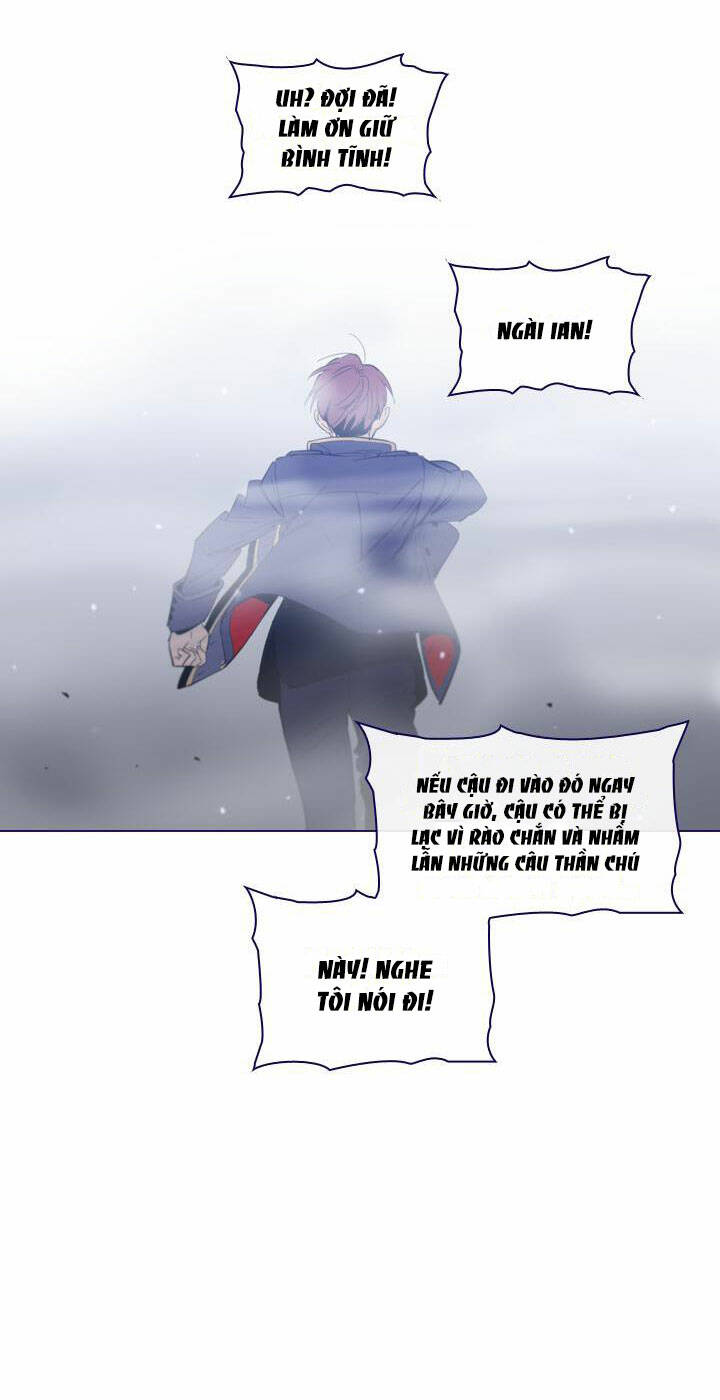 UH? ĐỢI ĐÃ!
LÀM ƠN GIỮ
BÌNH TĨNH!
NGÀI IAN!
NẾU CẬU ĐI VÀO ĐÓ NGAY
BÂY GIỜ, CẬU CÓ THỂ BỊ
LẠC VÌ RÀO CHẮN VÀ NHẦM
LẪN NHỮNG CÂU THẦN CHÚ
NÀY! NGHE
TÔI NÓI ĐI!